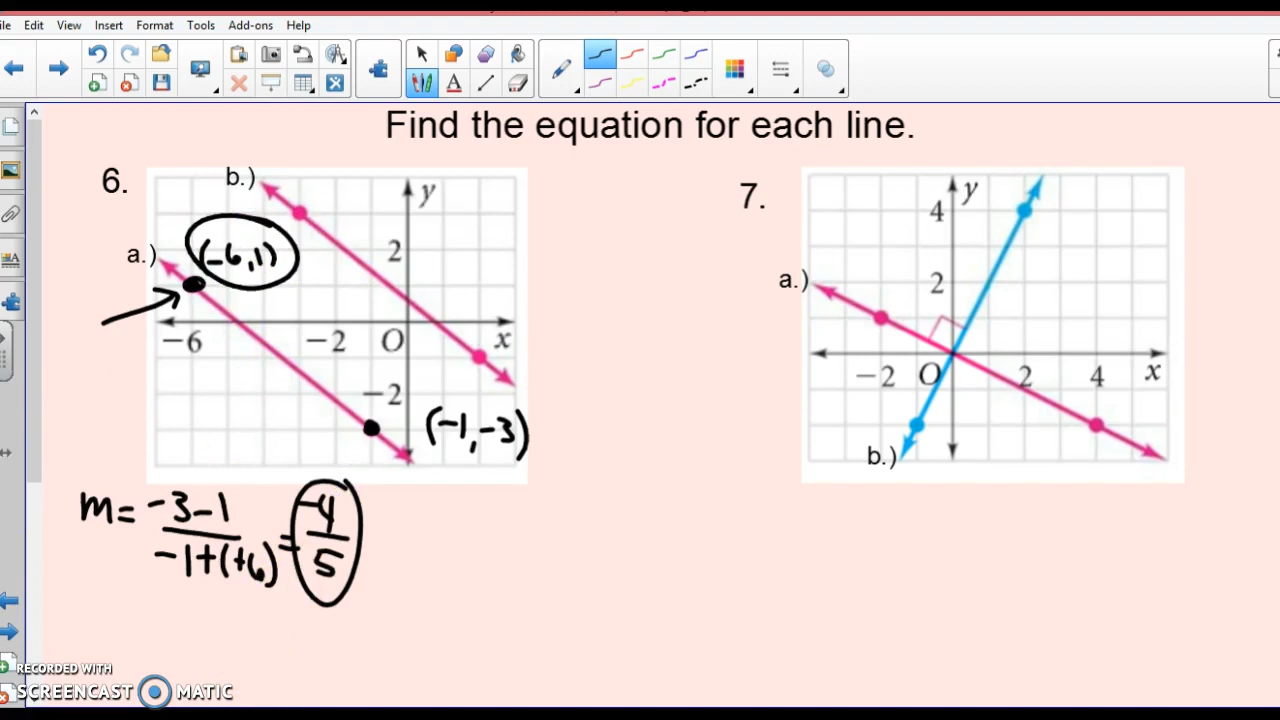 ile Edit View Insert Format Tools Add-ons Help
Find the equation for each line.
6.
b.)
y
a.)
(-6,1)
2
-6
-2
O
x
-2
(-1,-3)
m= -3-1
-1+(+6)
= -4
5
7.
y
4
a.)
2
-2
O
2
4
x
b.)
RECORDED WITH
SCREENCAST MATIC